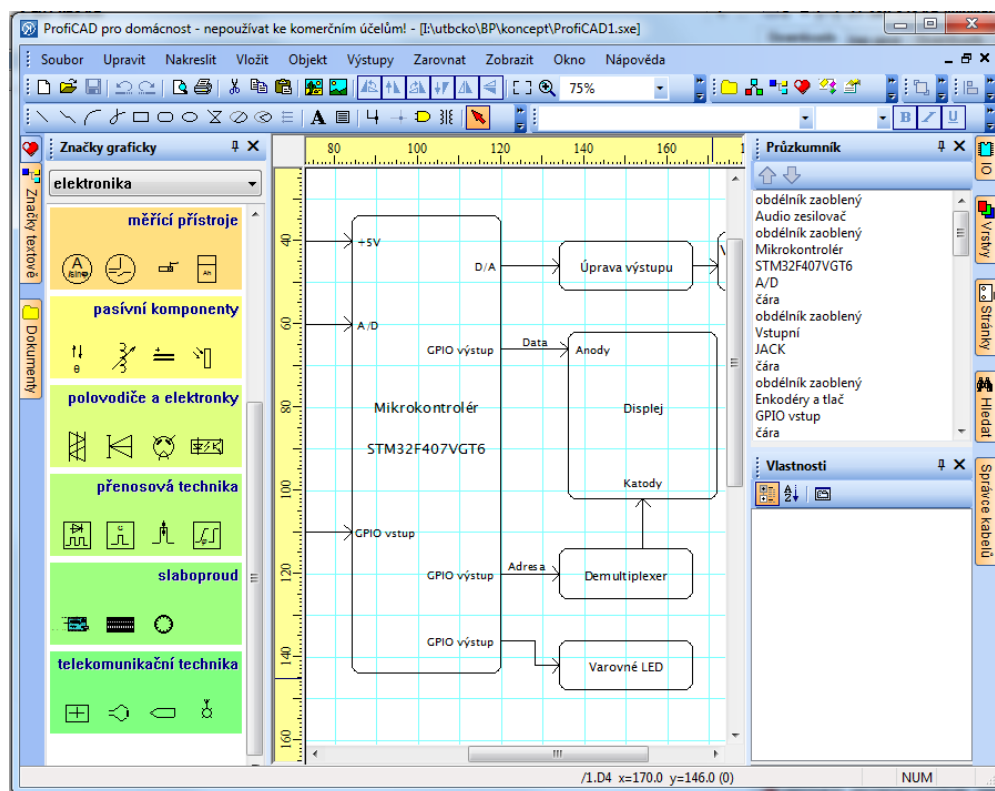 ProfiCAD pro domácnost - nepoužívat ke komerčním účelům! - [I:\utbcko\BP\koncept\ProfiCAD1.sxe]
Soubor Upravit Nakreslit Vložit Objekt Výstupy Zarovnat Zobrazit Okno Nápověda
75%
A B I U
Značky graficky
Značky textově
Dokumenty
elektronika
měřící přístroje
A
/sinφ
Ah
pasívní komponenty
θ
polovodiče a elektronky
přenosová technika
G
slaboproud
telekomunikační technika
80 100 120 140 160 1
40
60
80
100
120
140
160
+5V
D/A
Úprava výstupu
V
A/D
GPIO výstup
Data
Anody
Mikrokontrolér
Displej
STM32F407VGT6
Katody
GPIO vstup
GPIO výstup
Adresa
Demultiplexer
GPIO výstup
Varovné LED
Průzkumník
obdélník zaoblený
Audio zesilovač
obdélník zaoblený
Mikrokontrolér
STM32F407VGT6
A/D
čára
obdélník zaoblený
Vstupní
JACK
čára
obdélník zaoblený
Enkodéry a tlač
GPIO vstup
čára
Vlastnosti
IO
Vrstvy
Stránky
Hledat
Správce kabelů
/1.D4 x=170.0 y=146.0 (0)
NUM